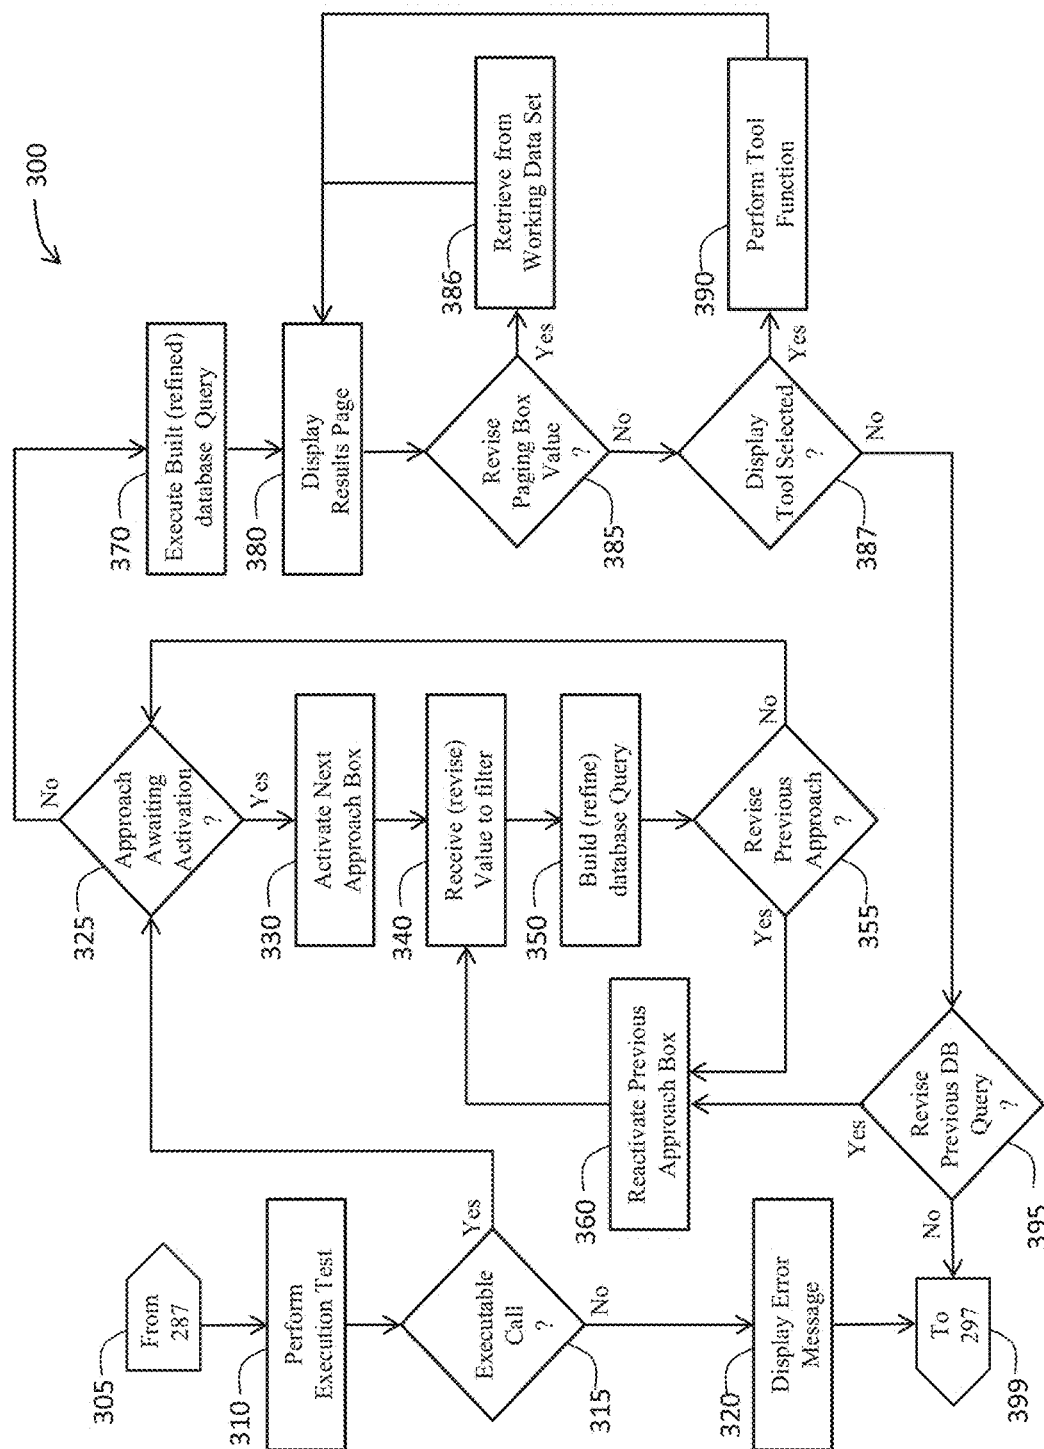 300
305
From
287
310
Perform
Execution Test
Executable
Call
?
315
Yes
No
320
Display Error
Message
To
297
399
325
Approach
Awaiting
Activation
?
No
Yes
330
Activate Next
Approach Box
340
Receive (revise)
Value to filter
350
Build (refine)
database Query
Revise
Previous
Approach
?
355
Yes
No
360
Reactivate Previous
Approach Box
370
Execute Built (refined)
database Query
380
Display
Results Page
Revise
Paging Box
Value
?
385
Yes
No
386
Retrieve from
Working Data Set
Display
Tool Selected
?
387
Yes
No
390
Perform Tool
Function
Revise
Previous DB
Query
?
395
Yes
No